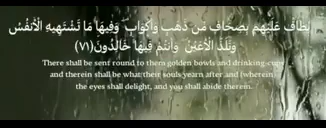 يُطَافُ عَلَيْهِم بِصِحَافٍ مِّن ذَهَبٍ وَأَكْوَابٍ وَفِيهَا مَا تَشْتَهِيهِ الْأَنفُسُ
وَتَلَذُّ الْأَعْيُنُ وَأَنتُمْ فِيهَا خَالِدُونَ (٧١)
There shall be sent round to them golden bowls and drinking-cups
and therein shall be what their souls yearn after and (wherein)
the eyes shall delight, and you shall abide therein.